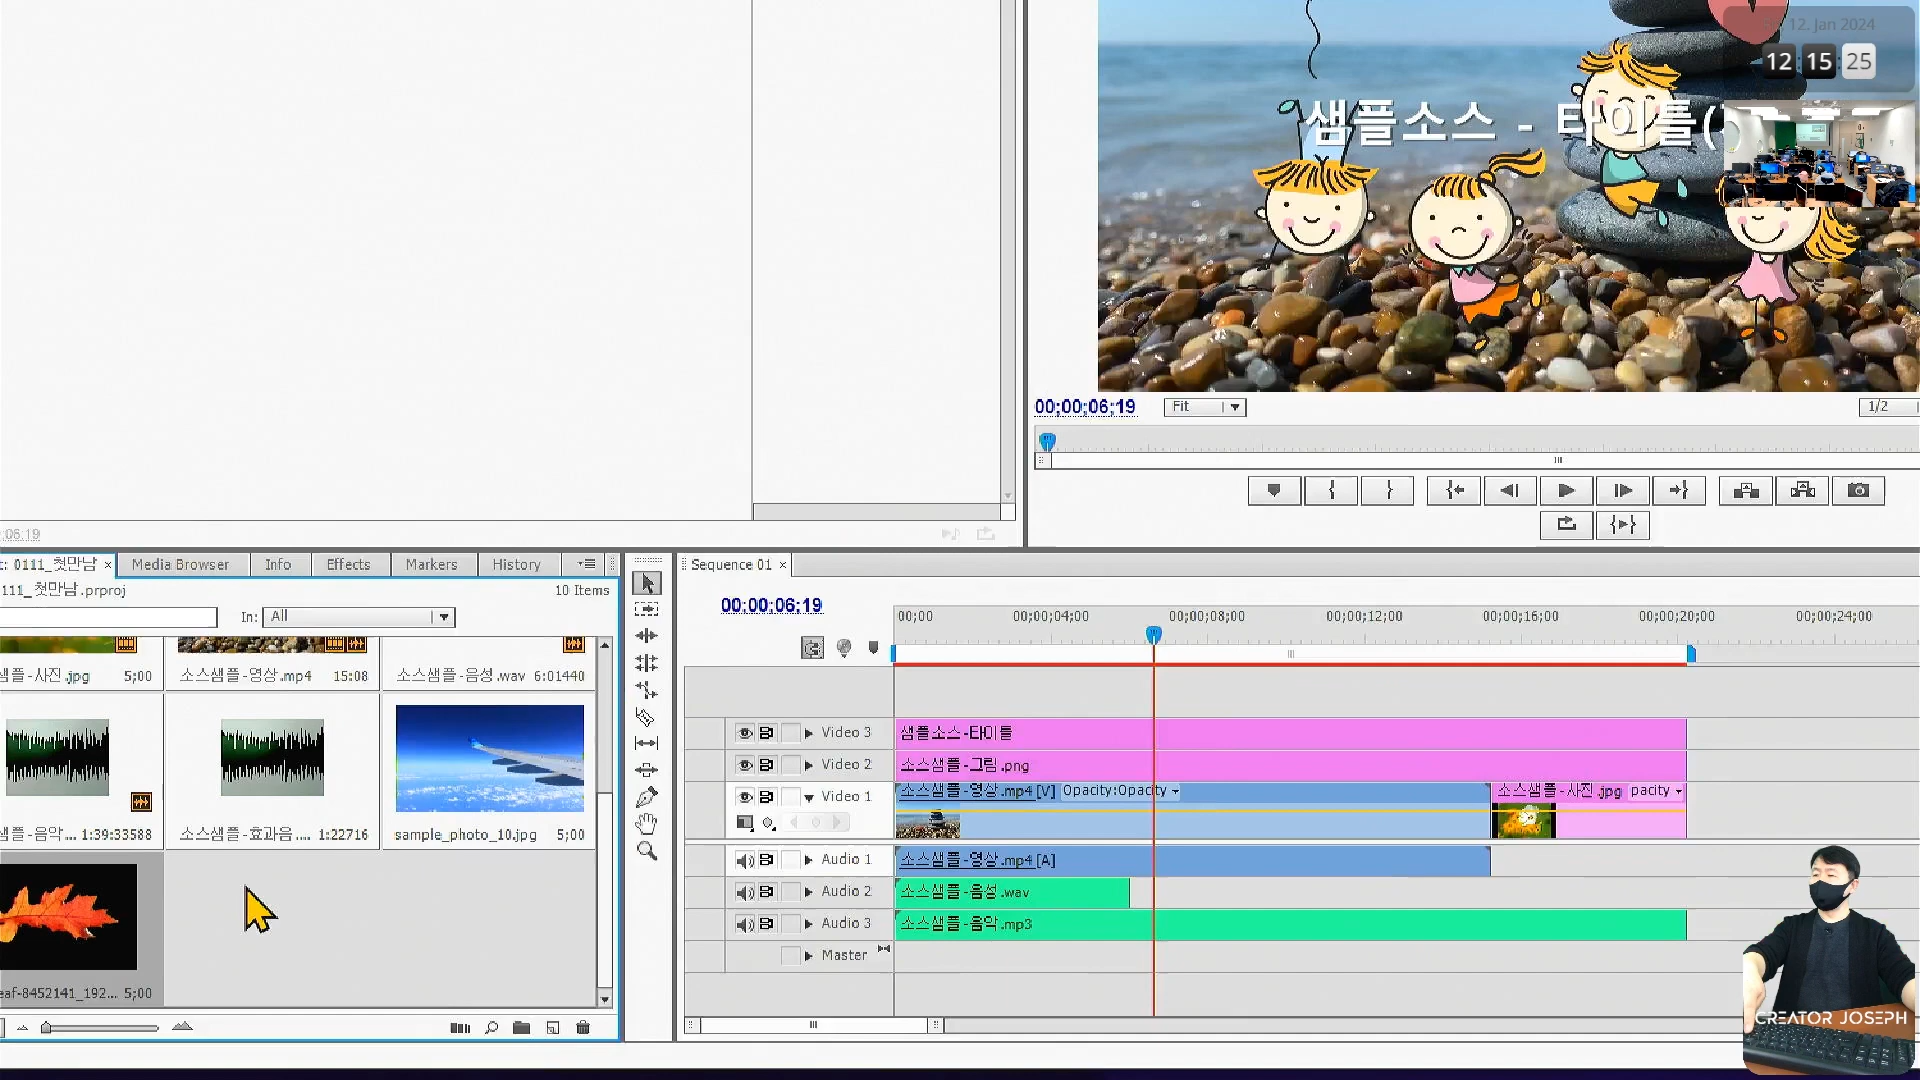 12. Jan 2024
12 15 25
샘플소스 - 타이틀(
00;00;06;19
Fit
1/2
:06:19
t: 0111_첫만남 ×
Media Browser
Info
Effects
Markers
History
111_첫만남.prproj
10 Items
In: All
샘플-사진.jpg 5;00
소스샘플-영상.mp4 15:08
소스샘플-음성.wav 6:01440
샘플-음악... 1:39:33588
소스샘플-효과음.... 1:22716
sample_photo_10.jpg 5;00
eaf-8452141_192... 5;00
Sequence 01 ×
00;00;06;19
00;00
00;00;04;00
00;00;08;00
00;00;12;00
00;00;16;00
00;00;20;00
00;00;24;00
Video 3
샘플소스-타이틀
Video 2
소스샘플-그림.png
Video 1
소스샘플-영상.mp4 [V] Opacity:Opacity
소스샘플-사진.jpg pacity
Audio 1
소스샘플-영상.mp4 [A]
Audio 2
소스샘플-음성.wav
Audio 3
소스샘플-음악.mp3
Master
CREATOR JOSEPH